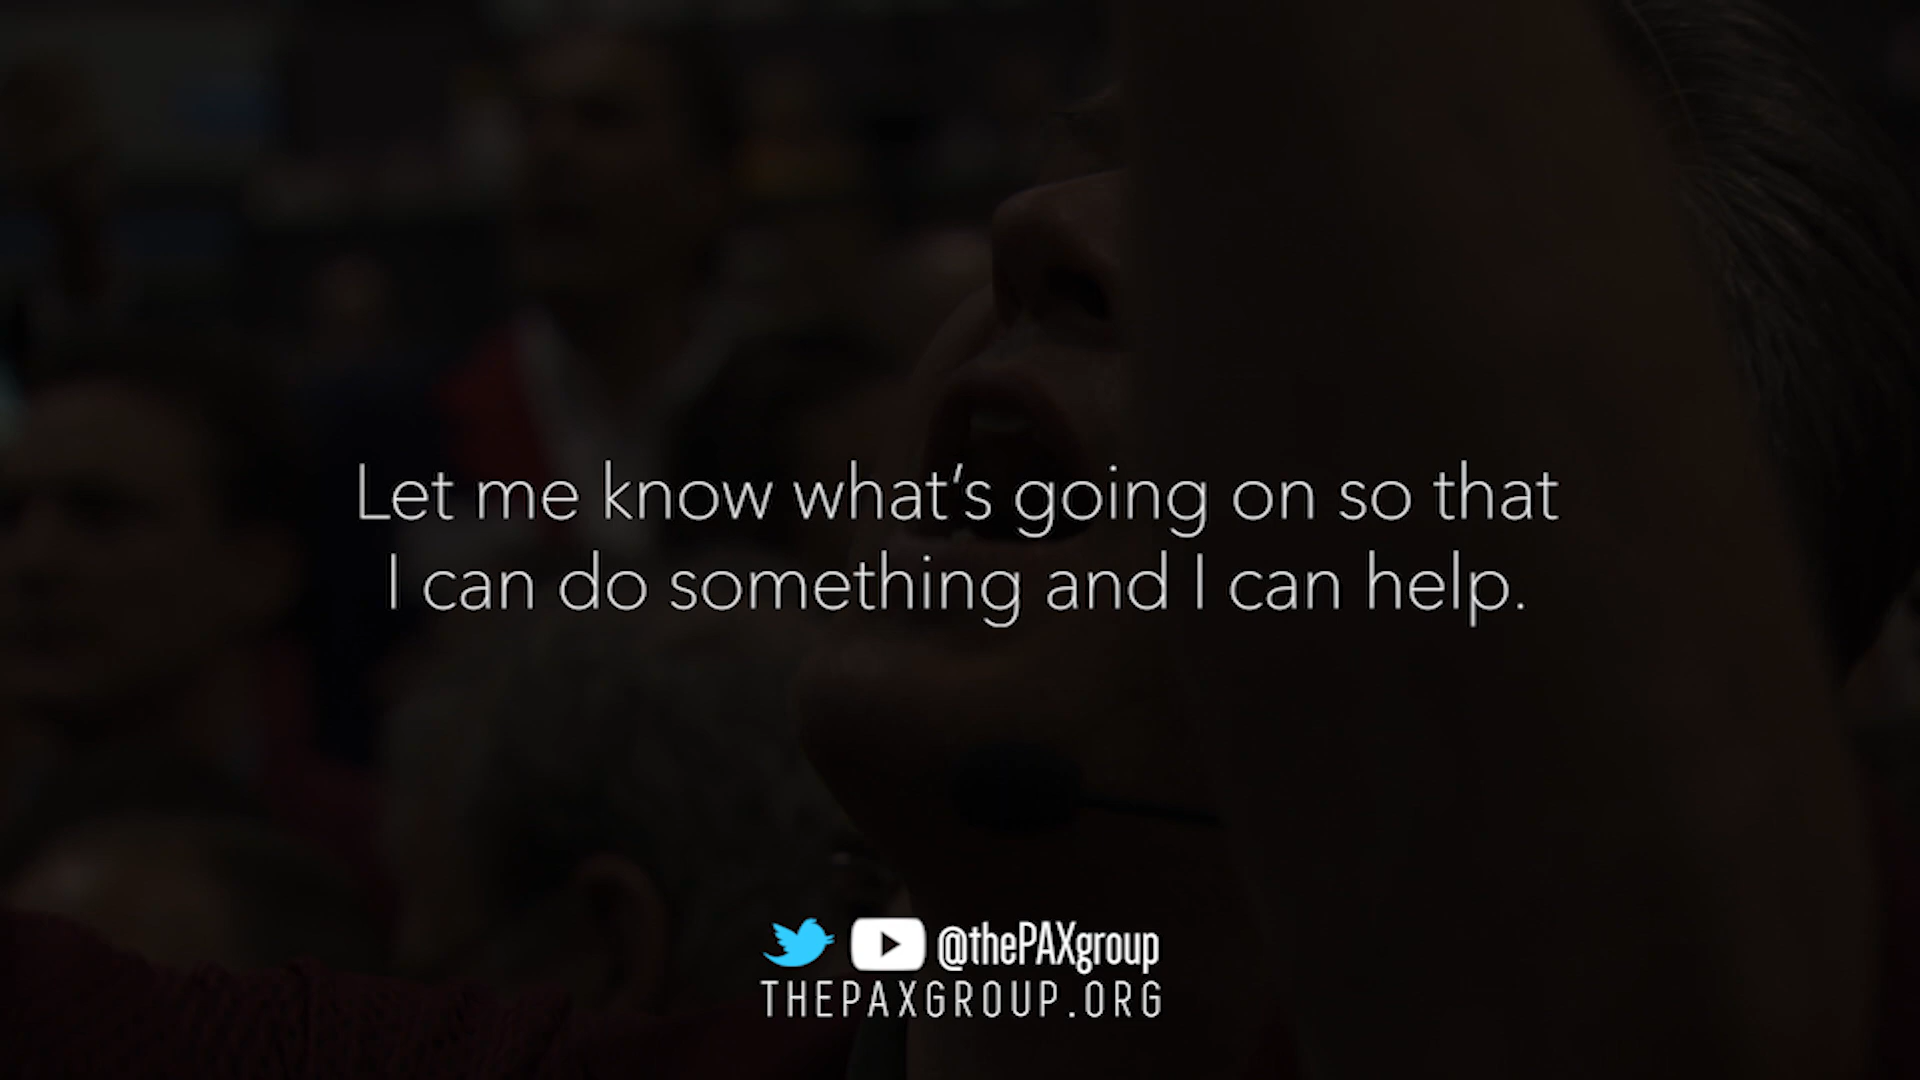 Let me know what's going on so that
I can do something and I can help.
@thePAXgroup
THEPAXGROUP.ORG